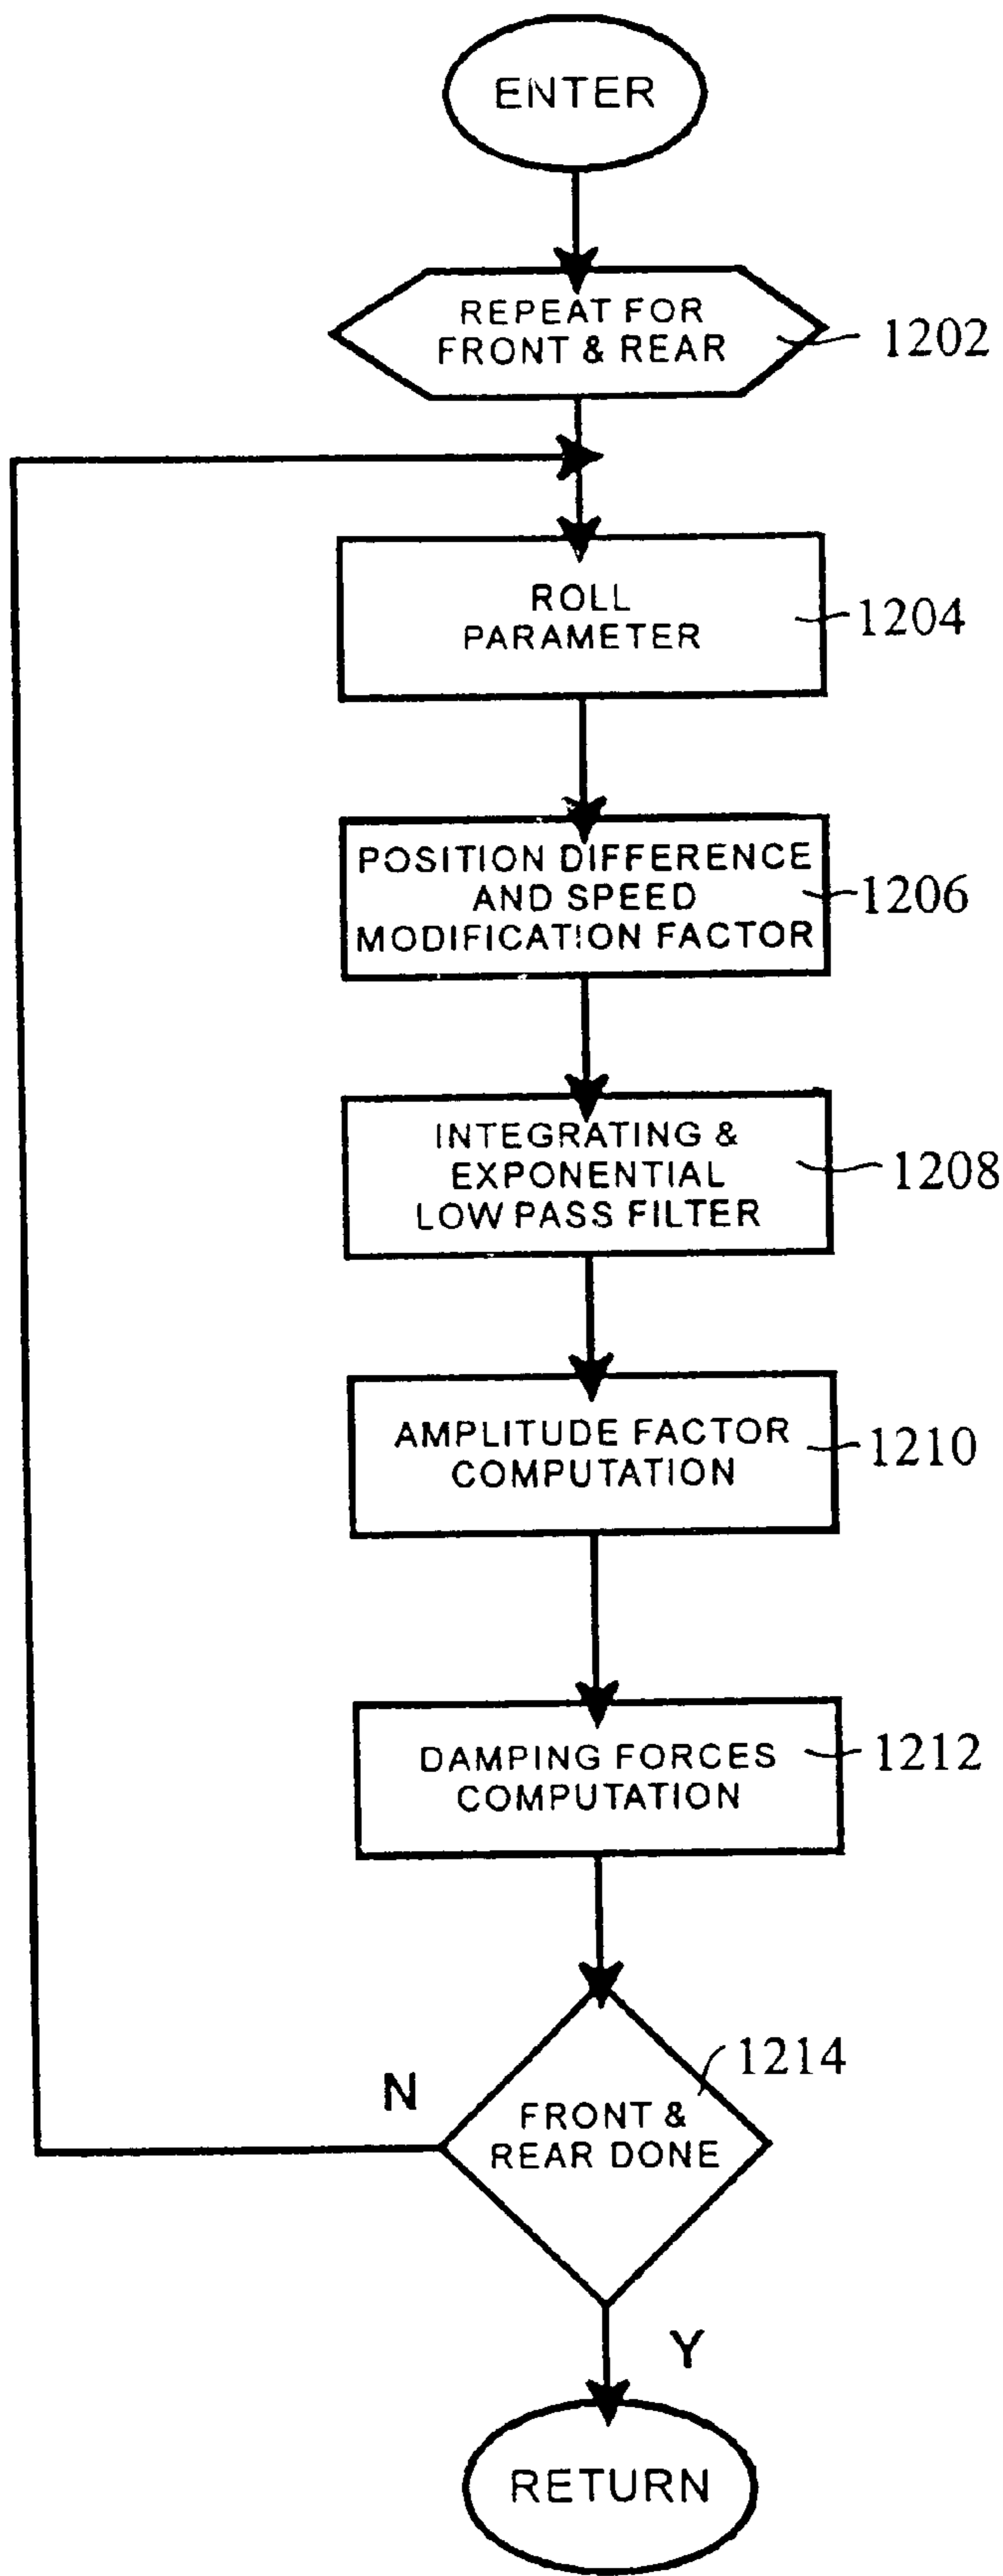 ENTER
REPEAT FOR
FRONT & REAR
1202
ROLL
PARAMETER
1204
POSITION DIFFERENCE
AND SPEED
MODIFICATION FACTOR
1206
INTEGRATING &
EXPONENTIAL
LOW PASS FILTER
1208
AMPLITUDE FACTOR
COMPUTATION
1210
DAMPING FORCES
COMPUTATION
1212
1214
N
FRONT &
REAR DONE
Y
RETURN